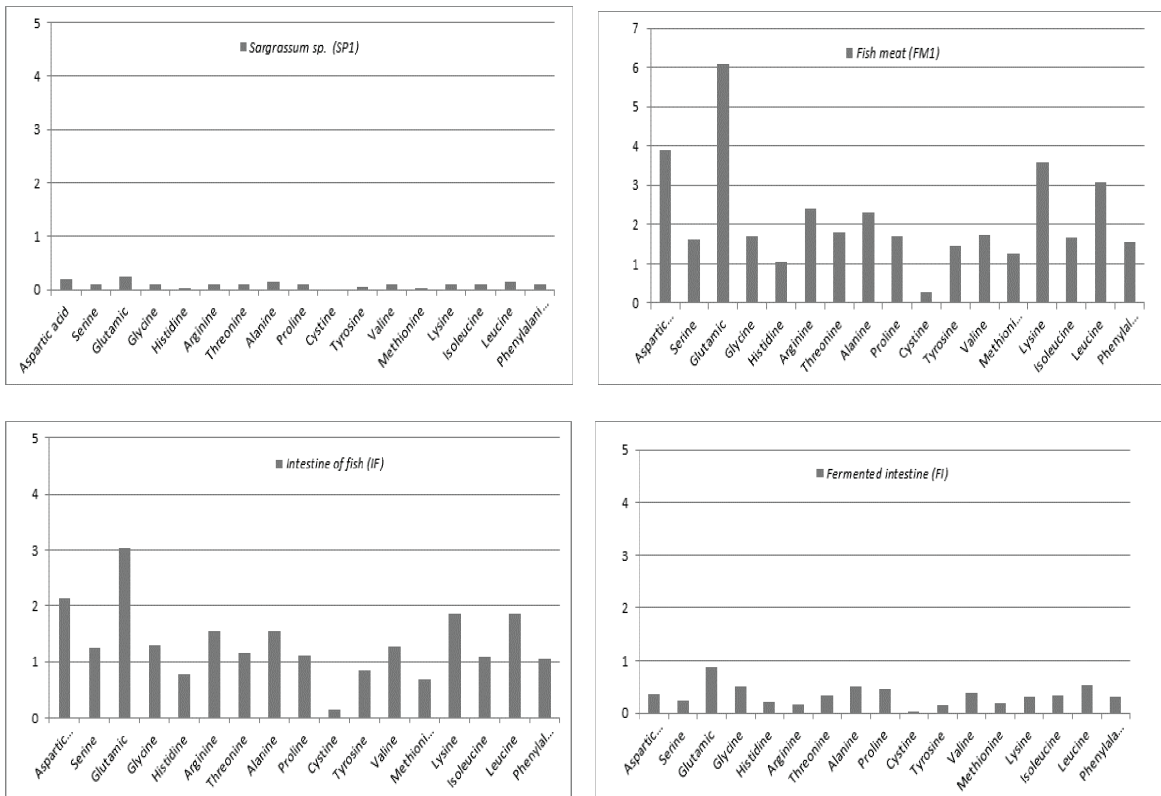 5
4
3
2
1
0
Sargrassum sp. (SP1)
Aspartic acid
Serine
Glutamic
Glycine
Histidine
Arginine
Threonine
Alanine
Proline
Cystine
Tyrosine
Valine
Methionine
Lysine
Isoleucine
Leucine
Phenylalani...
7
6
5
4
3
2
1
0
Fish meat (FM1)
Aspartic...
Serine
Glutamic
Glycine
Histidine
Arginine
Threonine
Alanine
Proline
Cystine
Tyrosine
Valine
Methioni...
Lysine
Isoleucine
Leucine
Phenylal...
5
4
3
2
1
0
Intestine of fish (IF)
Aspartic...
Serine
Glutamic
Glycine
Histidine
Arginine
Threonine
Alanine
Proline
Cystine
Tyrosine
Valine
Methioni...
Lysine
Isoleucine
Leucine
Phenylal...
5
4
3
2
1
0
Fermented intestine (FI)
Aspartic...
Serine
Glutamic
Glycine
Histidine
Arginine
Threonine
Alanine
Proline
Cystine
Tyrosine
Valine
Methionine
Lysine
Isoleucine
Leucine
Phenylala...